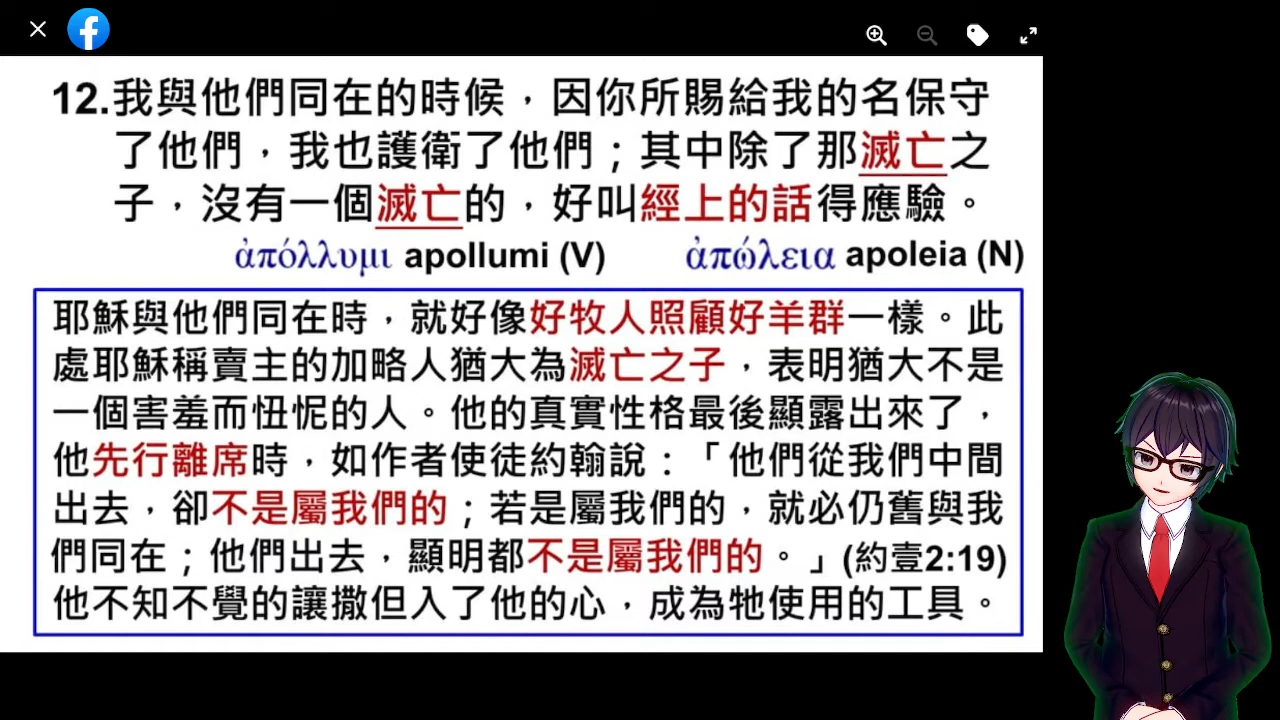 12.我與他們同在的時候，因你所賜給我的名保守
了他們，我也護衛了他們；其中除了那滅亡之
子，沒有一個滅亡的，好叫經上的話得應驗。
ἀπόλλυμι apollumi (V) ἀπώλεια apoleia (N)
耶穌與他們同在時，就好像好牧人照顧好羊群一樣。此
處耶穌稱賣主的加略人猶大為滅亡之子，表明猶大不是
一個害羞而忸怩的人。他的真實性格最後顯露出來了，
他先行離席時，如作者使徒約翰說：「他們從我們中間
出去，卻不是屬我們的；若是屬我們的，就必仍舊與我
們同在；他們出去，顯明都不是屬我們的。」(約壹2:19)
他不知不覺的讓撒但入了他的心，成為牠使用的工具。